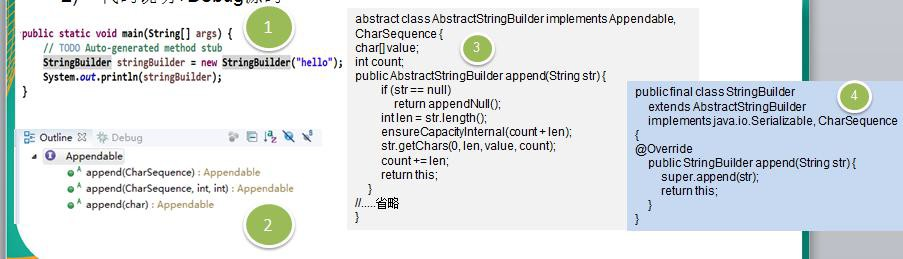 public static void main(String[] args) {
// TODO Auto-generated method stub
StringBuilder stringBuilder = new StringBuilder("hello");
System.out.println(stringBuilder);
}
1
Outline
Debug
Appendable
append(CharSequence) : Appendable
append(CharSequence, int, int) : Appendable
append(char) : Appendable
2
abstract class AbstractStringBuilder implements Appendable,
CharSequence {
char[] value;
int count;
public AbstractStringBuilder append(String str) {
if (str == null)
return appendNull();
int len = str.length();
ensureCapacityInternal(count + len);
str.getChars(0, len, value, count);
count += len;
return this;
}
//.....省略
}
3
public final class StringBuilder
extends AbstractStringBuilder
implements java.io.Serializable, CharSequence
{
@Override
public StringBuilder append(String str) {
super.append(str);
return this;
}
}
4